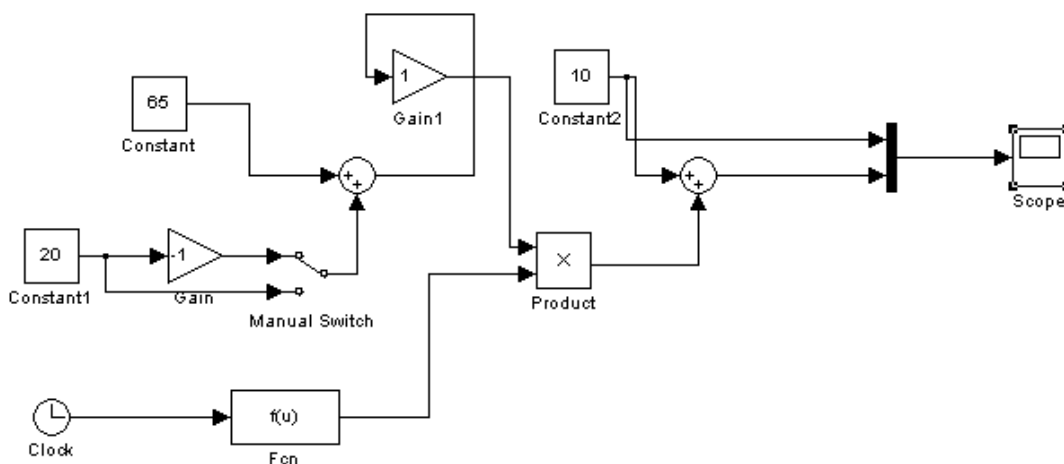 1
Gain1
10
Constant2
65
Constant
+
+
+
+
Scope
20
Constant1
-1
Gain
Manual Switch
×
Product
Clock
f(u)
Fcn